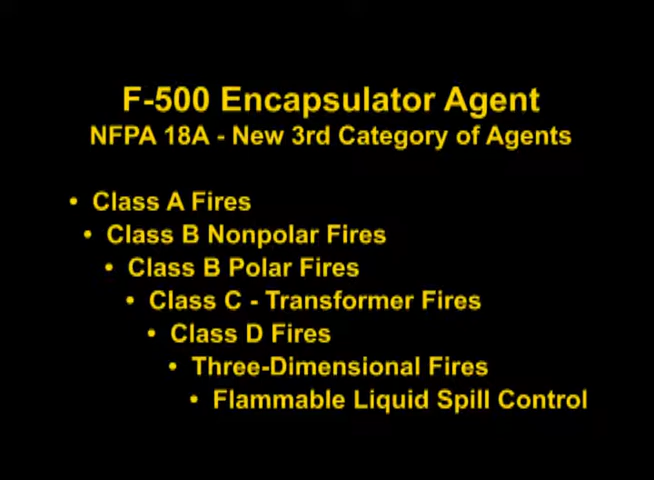 F-500 Encapsulator Agent
NFPA 18A - New 3rd Category of Agents
• Class A Fires
• Class B Nonpolar Fires
• Class B Polar Fires
• Class C - Transformer Fires
• Class D Fires
• Three-Dimensional Fires
• Flammable Liquid Spill Control